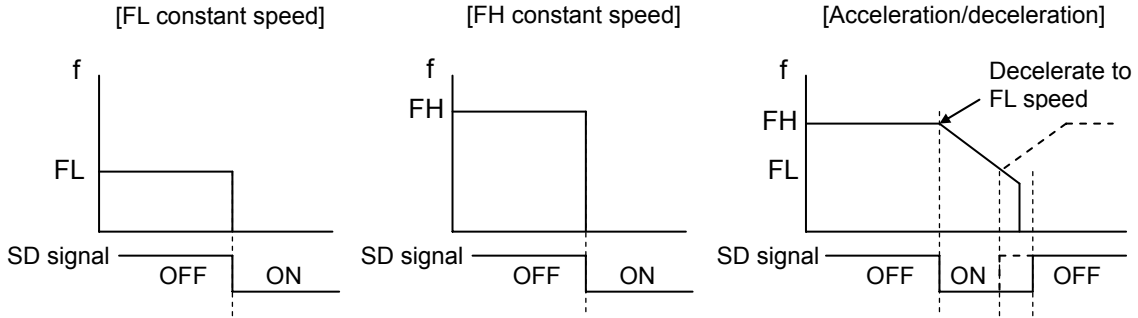 [FL constant speed]
f
FL
SD signal
OFF
ON
[FH constant speed]
f
FH
SD signal
OFF
ON
[Acceleration/deceleration]
f
Decelerate to
FL speed
FH
FL
SD signal
OFF
ON
OFF